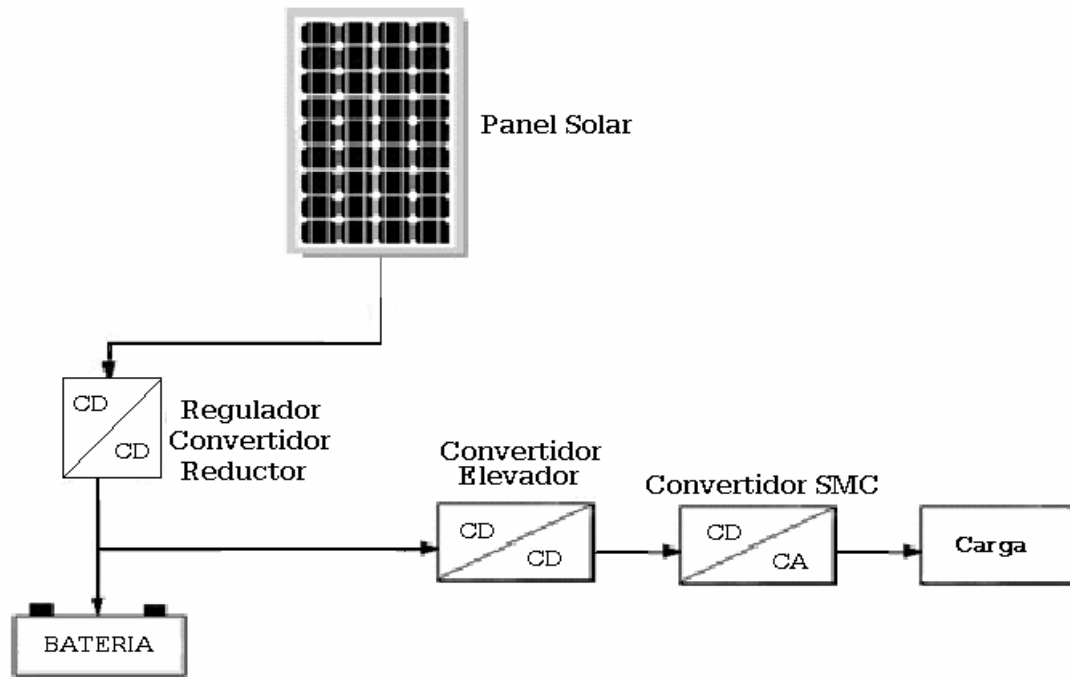 Panel Solar
CD
CD
Regulador
Convertidor
Reductor
Convertidor
Elevador
CD
CD
Convertidor SMC
CD
CA
Carga
BATERIA